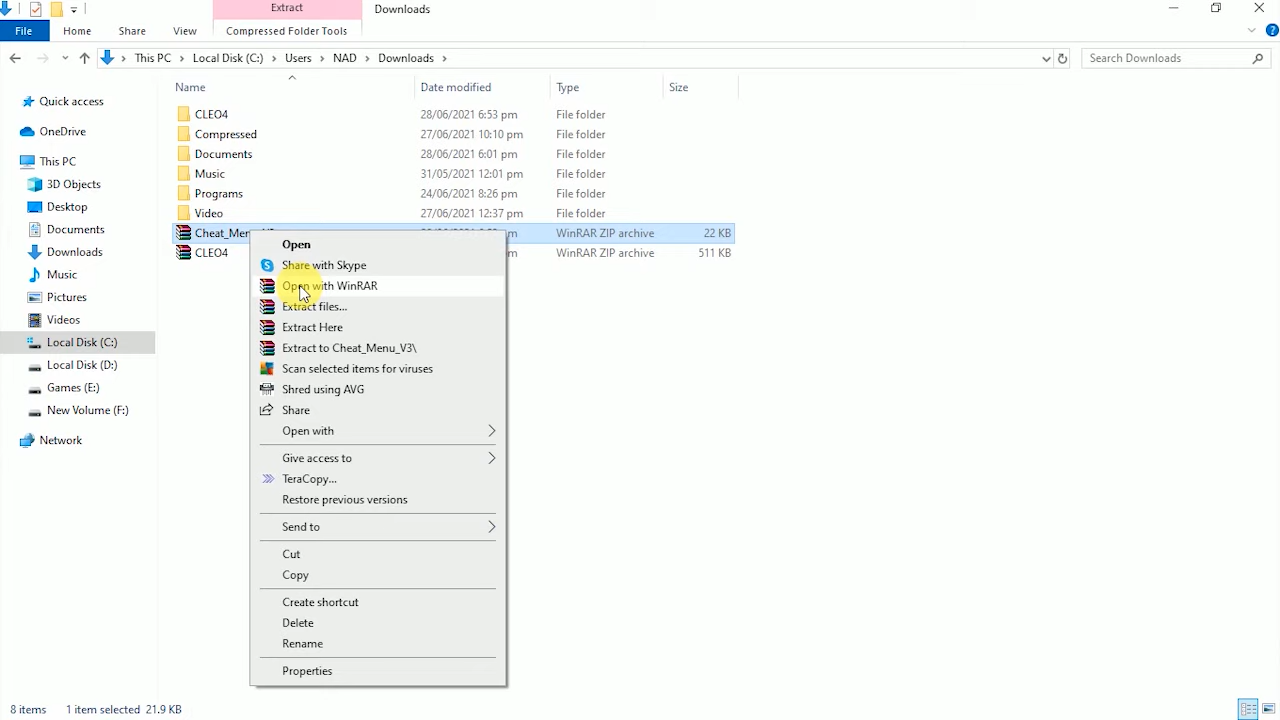 Extract
Downloads
File
Home
Share
View
Compressed Folder Tools
This PC
Local Disk (C:)
Users
NAD
Downloads
Search Downloads
Name
Date modified
Type
Size
Quick access
OneDrive
This PC
3D Objects
Desktop
Documents
Downloads
Music
Pictures
Videos
Local Disk (C:)
Local Disk (D:)
Games (E:)
New Volume (F:)
Network
CLEO4 28/06/2021 6:53 pm File folder
Compressed 27/06/2021 10:10 pm File folder
Documents 28/06/2021 6:01 pm File folder
Music 31/05/2021 12:01 pm File folder
Programs 24/06/2021 8:26 pm File folder
Video 27/06/2021 12:37 pm File folder
WinRAR ZIP archive 22 KB
CLEO4 WinRAR ZIP archive 511 KB
Open
Share with Skype
Open with WinRAR
Extract files...
Extract Here
Extract to Cheat_Menu_V3\
Scan selected items for viruses
Shred using AVG
Share
Open with
Give access to
TeraCopy...
Restore previous versions
Send to
Cut
Copy
Create shortcut
Delete
Rename
Properties
8 items 1 item selected 21.9 KB